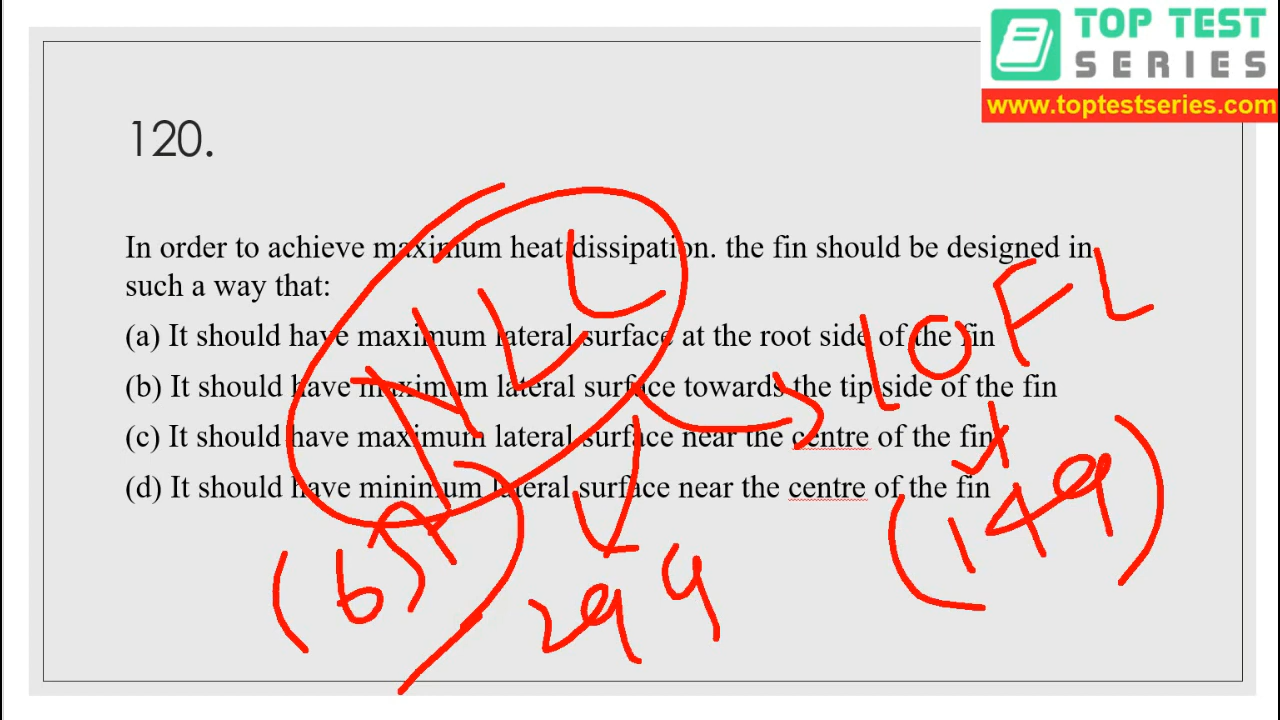 TOP TEST
SERIES
www.toptestseries.com
120.
In order to achieve maximum heat dissipation. the fin should be designed in
such a way that:
(a) It should have maximum lateral surface at the root side of the fin
(b) It should have maximum lateral surface towards the tip side of the fin
(c) It should have maximum lateral surface near the centre of the fin
(d) It should have minimum lateral surface near the centre of the fin
NLC
10 FL
(149)
299